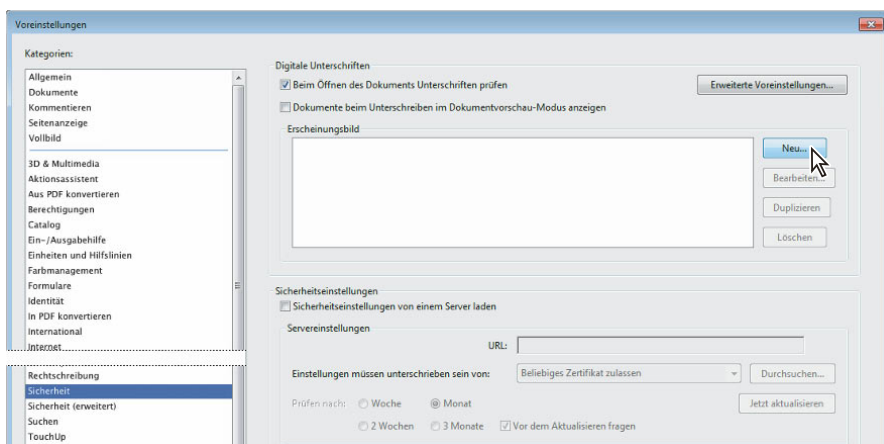 Voreinstellungen
Kategorien:
Allgemein
Dokumente
Kommentieren
Seitenanzeige
Vollbild
3D & Multimedia
Aktionsassistent
Aus PDF konvertieren
Berechtigungen
Catalog
Ein-/Ausgabehilfe
Einheiten und Hilfslinien
Farbmanagement
Formulare
Identität
In PDF konvertieren
International
Internet
Rechtschreibung
Sicherheit
Sicherheit (erweitert)
Suchen
TouchUp
Digitale Unterschriften
Beim Öffnen des Dokuments Unterschriften prüfen
Erweiterte Voreinstellungen...
Dokumente beim Unterschreiben im Dokumentvorschau-Modus anzeigen
Erscheinungsbild
Neu...
Bearbeiten...
Duplizieren
Löschen
Sicherheitseinstellungen
Sicherheitseinstellungen von einem Server laden
Servereinstellungen
URL:
Einstellungen müssen unterschrieben sein von: Beliebiges Zertifikat zulassen Durchsuchen...
Prüfen nach: Woche Monat Jetzt aktualisieren
2 Wochen 3 Monate Vor dem Aktualisieren fragen